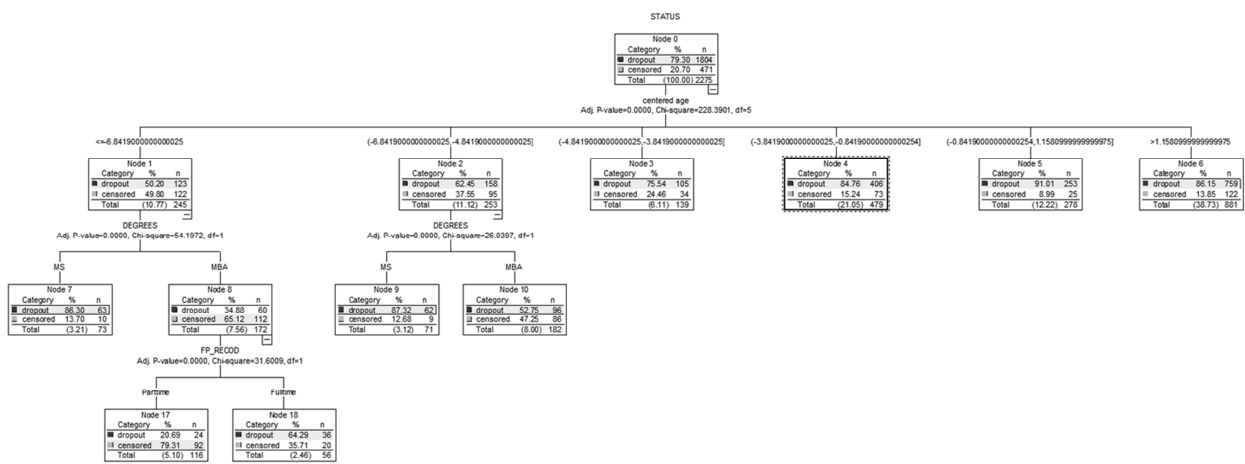 STATUS
Node 0
Category % n
dropout 79.30 1804
censored 20.70 471
Total (100.00) 2275
centered age
Adj. P-value=0.0000, Chi-square=228.3901, df=5
<=-6.8419000000000025
(-6.8419000000000025,-4.8419000000000025]
(-4.8419000000000025,-3.8419000000000025]
(-3.8419000000000025,-0.84190000000000254]
(-0.84190000000000254,1.1580999999999975]
>1.1580999999999975
Node 1
Category % n
dropout 50.20 123
censored 49.80 122
Total (10.77) 245
Node 2
Category % n
dropout 62.45 158
censored 37.55 95
Total (11.12) 253
Node 3
Category % n
dropout 75.54 105
censored 24.46 34
Total (6.11) 139
Node 4
Category % n
dropout 84.76 406
censored 15.24 73
Total (21.05) 479
Node 5
Category % n
dropout 91.01 253
censored 8.99 25
Total (12.22) 278
Node 6
Category % n
dropout 86.15 759
censored 13.85 122
Total (38.73) 881
DEGREES
Adj. P-value=0.0000, Chi-square=54.1972, df=1
DEGREES
Adj. P-value=0.0000, Chi-square=26.0397, df=1
MS
MBA
MS
MBA
Node 7
Category % n
dropout 86.30 63
censored 13.70 10
Total (3.21) 73
Node 8
Category % n
dropout 34.88 60
censored 65.12 112
Total (7.56) 172
Node 9
Category % n
dropout 87.32 62
censored 12.68 9
Total (3.12) 71
Node 10
Category % n
dropout 52.75 96
censored 47.25 86
Total (8.00) 182
FP_RECOD
Adj. P-value=0.0000, Chi-square=31.6009, df=1
Parttime
Fulltime
Node 17
Category % n
dropout 20.69 24
censored 79.31 92
Total (5.10) 116
Node 18
Category % n
dropout 64.29 36
censored 35.71 20
Total (2.46) 56